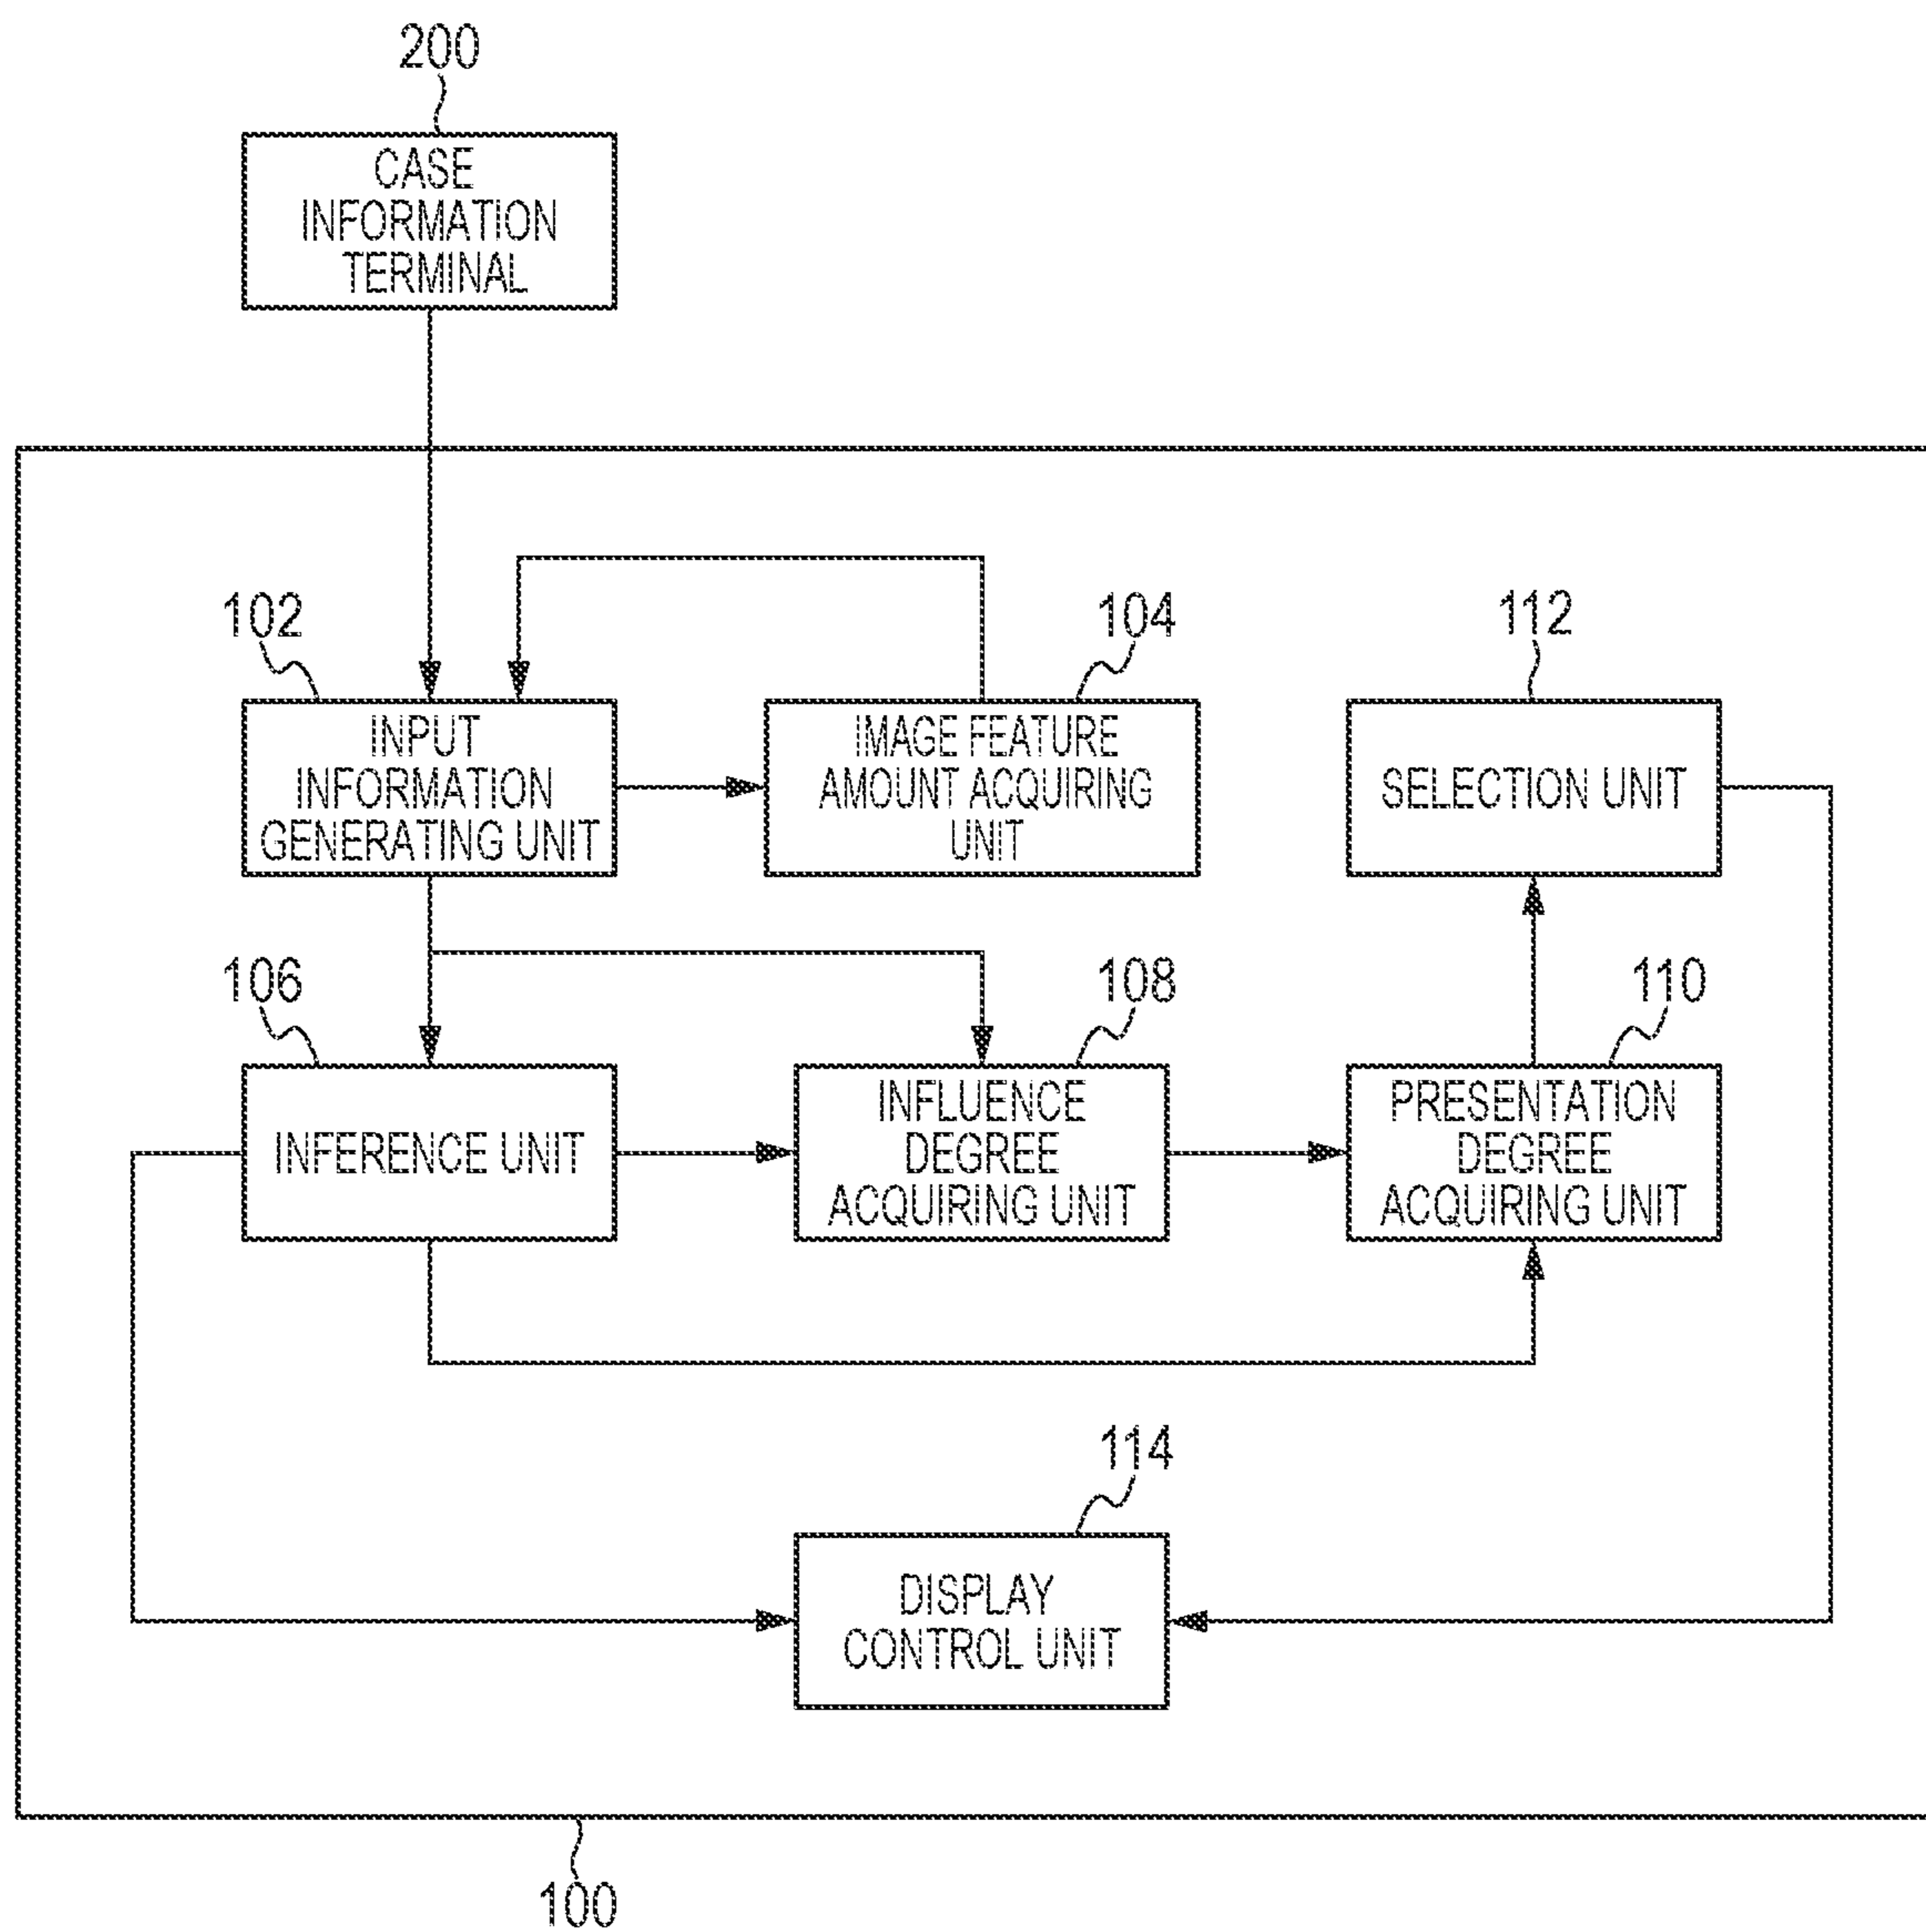 200
CASE
INFORMATION
TERMINAL
102
104
112
INPUT
INFORMATION
GENERATING UNIT
IMAGE FEATURE
AMOUNT ACQUIRING
UNIT
SELECTION UNIT
106
108
110
INFERENCE UNIT
INFLUENCE
DEGREE
ACQUIRING UNIT
PRESENTATION
DEGREE
ACQUIRING UNIT
114
DISPLAY
CONTROL UNIT
100